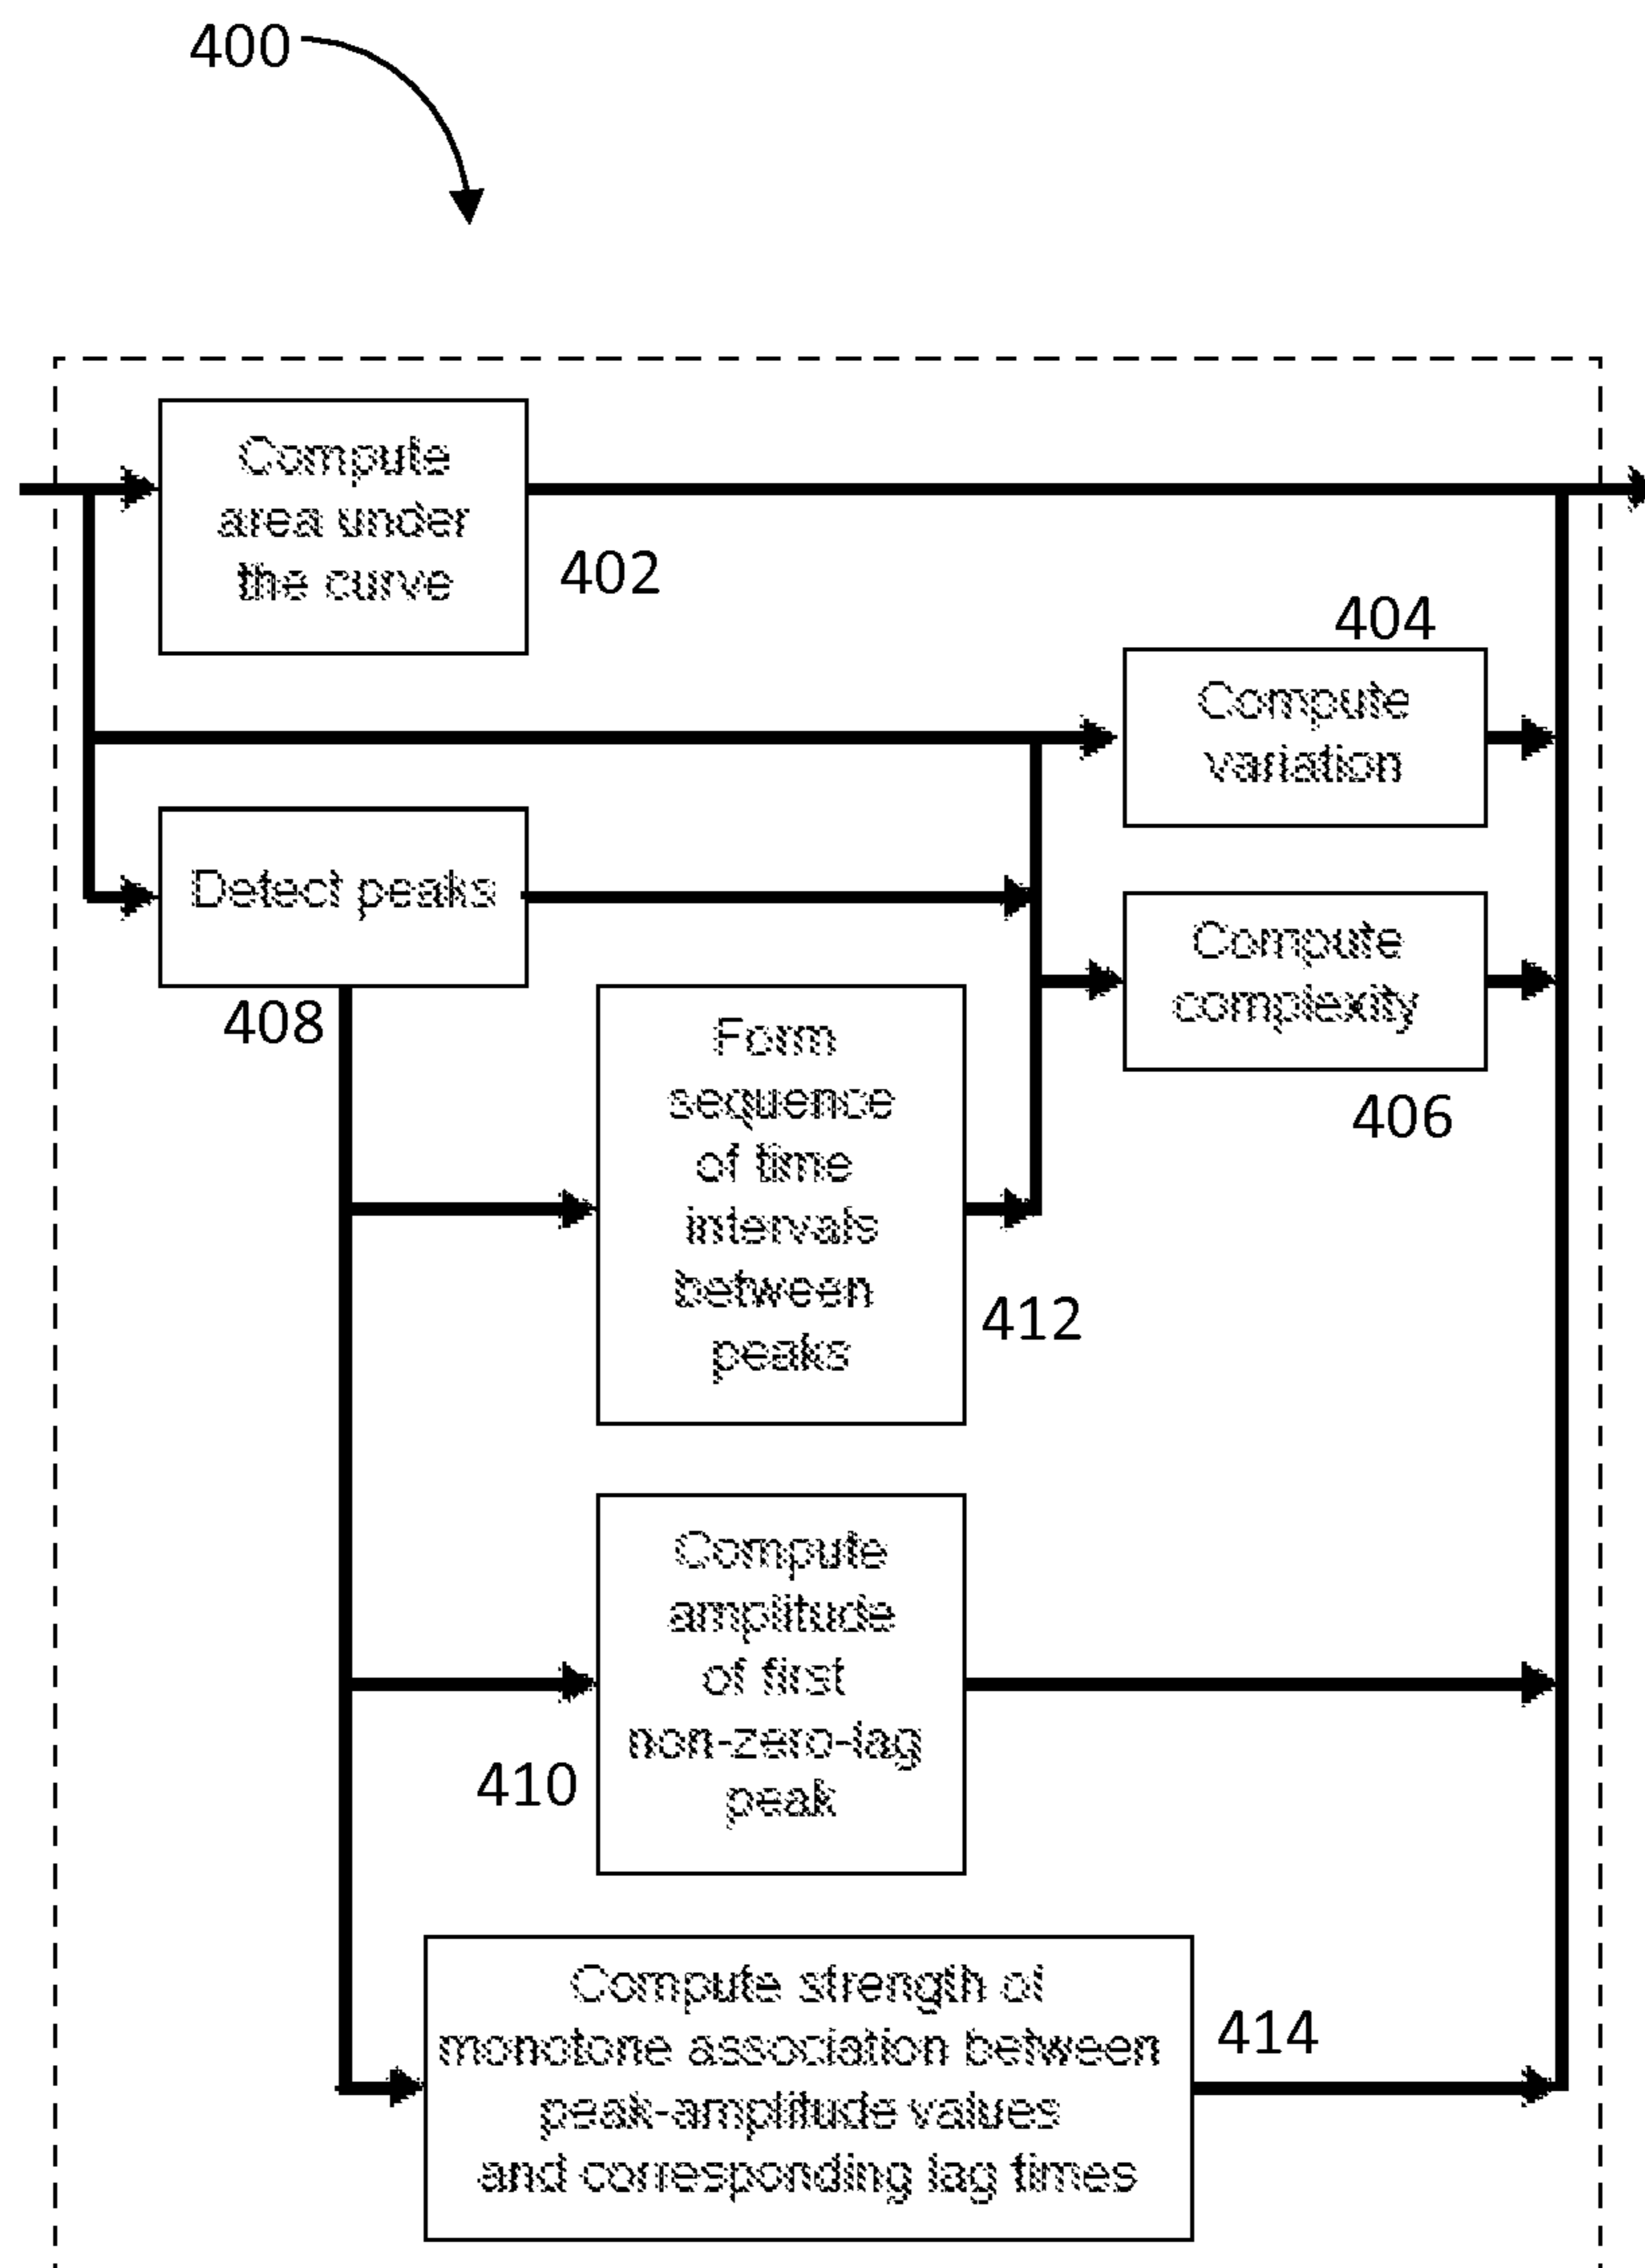 400
Compute
area under
the curve
402
404
Compute
variation
Detect peaks
408
Compute
complexity
406
Form
sequence
of time
intervals
between
peaks
412
Compute
amplitude
of first
non-zero-lag
peak
410
Compute strength of
monotone association between
peak-amplitude values
and corresponding lag times
414